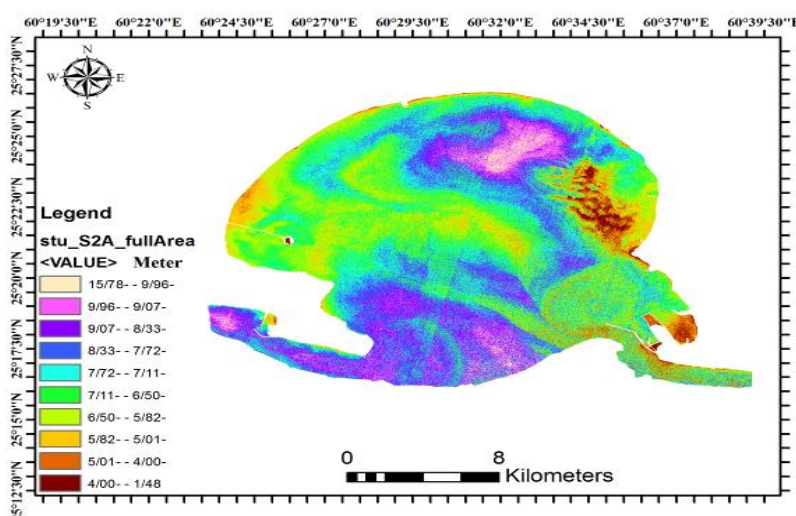 60°19'30"E 60°22'0"E 60°24'30"E 60°27'0"E 60°29'30"E 60°32'0"E 60°34'30"E 60°37'0"E 60°39'30"E
25°27'30"N
25°25'0"N
25°22'30"N
25°20'0"N
25°17'30"N
25°15'0"N
25°12'30"N
N
W E
S
Legend
stu_S2A_fullArea
<VALUE> Meter
15/78- - 9/96-
9/96- - 9/07-
9/07- - 8/33-
8/33- - 7/72-
7/72- - 7/11-
7/11- - 6/50-
6/50- - 5/82-
5/82- - 5/01-
5/01- - 4/00-
4/00- - 1/48
0 8
Kilometers